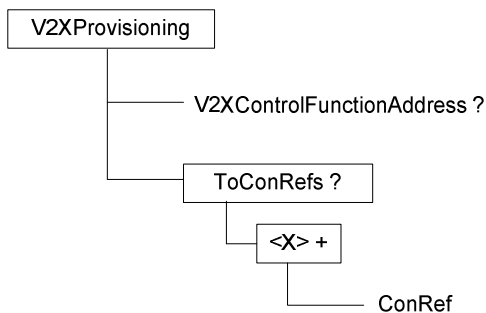 V2XProvisioning
V2XControlFunctionAddress ?
ToConRefs ?
<X> +
ConRef